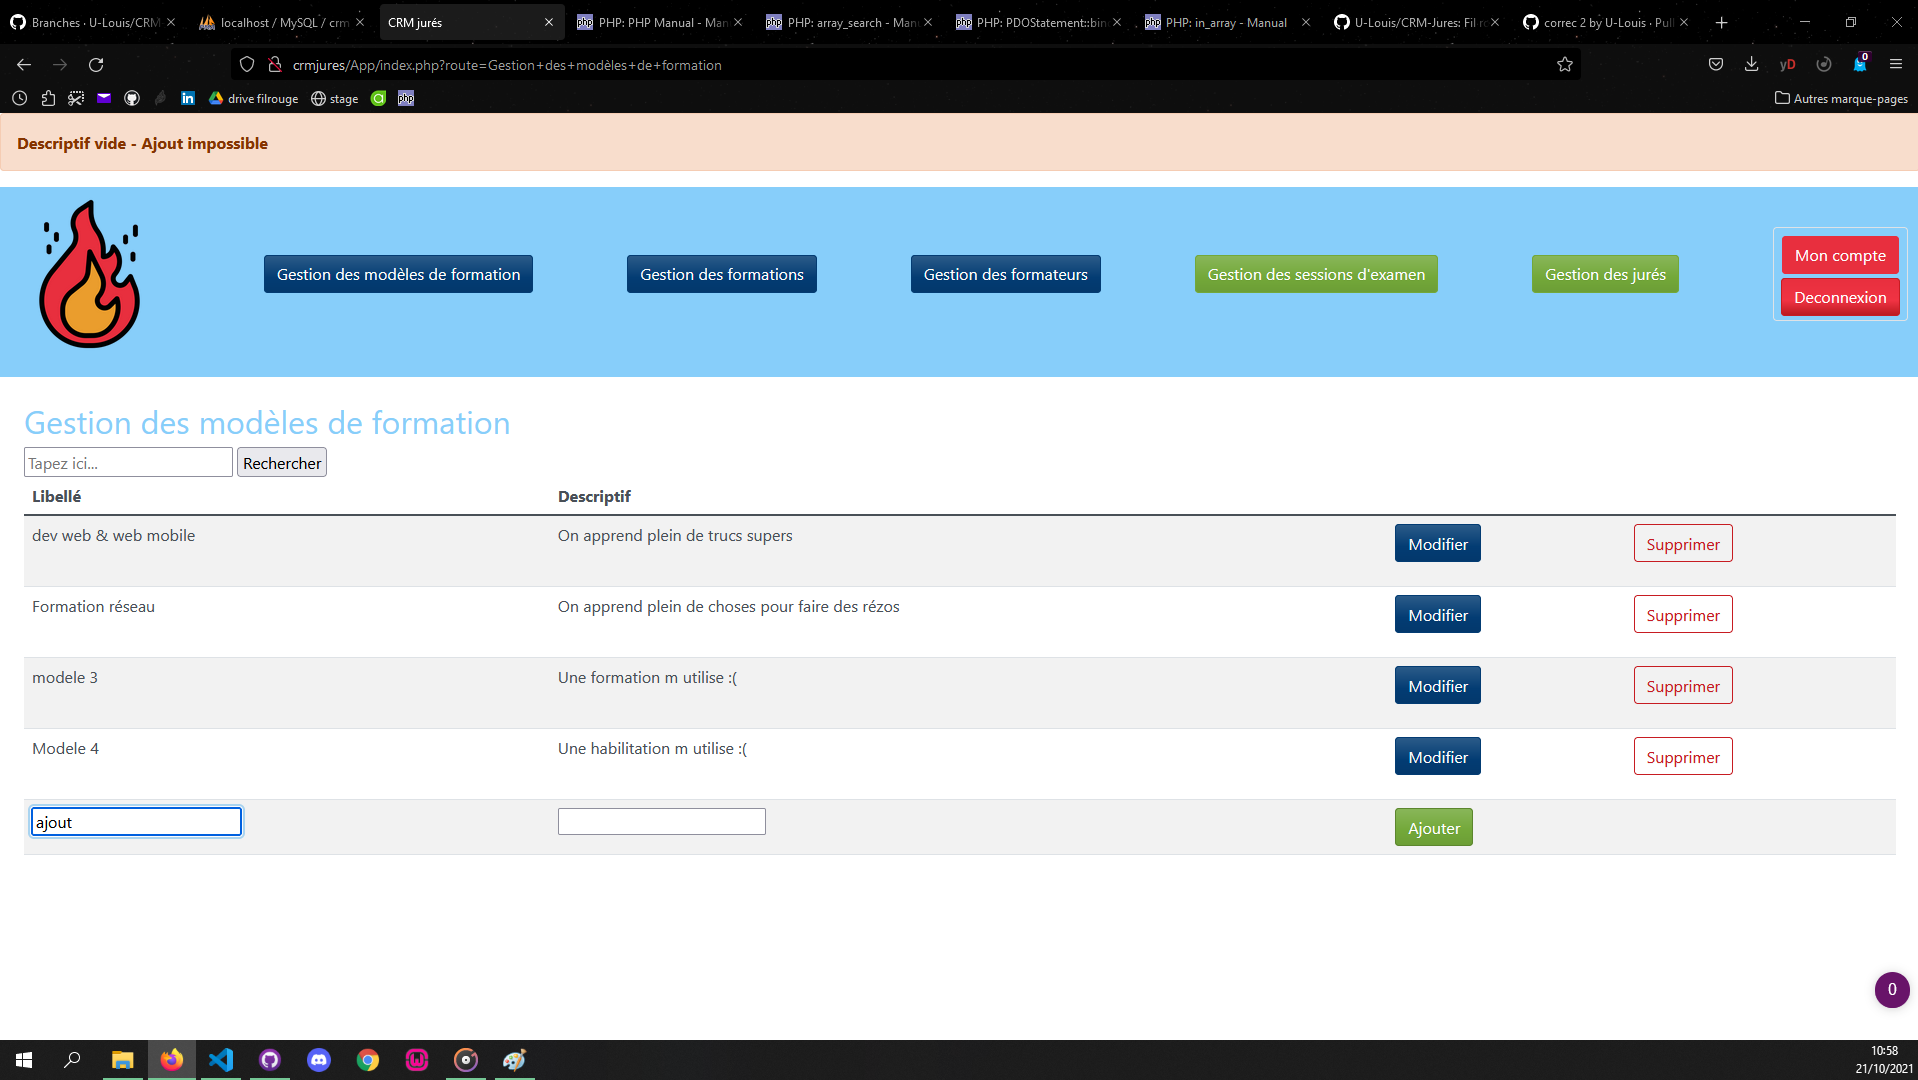 Branches · U-Louis/CRM
localhost / MySQL / crm
CRM jurés
PHP: PHP Manual - Man
PHP: array_search - Manu
PHP: PDOStatement::bin
PHP: in_array - Manual
U-Louis/CRM-Jures: Fil ro
correc 2 by U-Louis · Pull
crmjures/App/index.php?route=Gestion+des+modèles+de+formation
yD
0
drive filrouge
stage
php
Autres marque-pages
Descriptif vide - Ajout impossible
Gestion des modèles de formation
Gestion des formations
Gestion des formateurs
Gestion des sessions d'examen
Gestion des jurés
Mon compte
Deconnexion
Gestion des modèles de formation
Tapez ici...
Rechercher
Libellé Descriptif
dev web & web mobile On apprend plein de trucs supers Modifier Supprimer
Formation réseau On apprend plein de choses pour faire des rézos Modifier Supprimer
modele 3 Une formation m utilise :( Modifier Supprimer
Modele 4 Une habilitation m utilise :( Modifier Supprimer
ajout Ajouter
0
10:58
21/10/2021